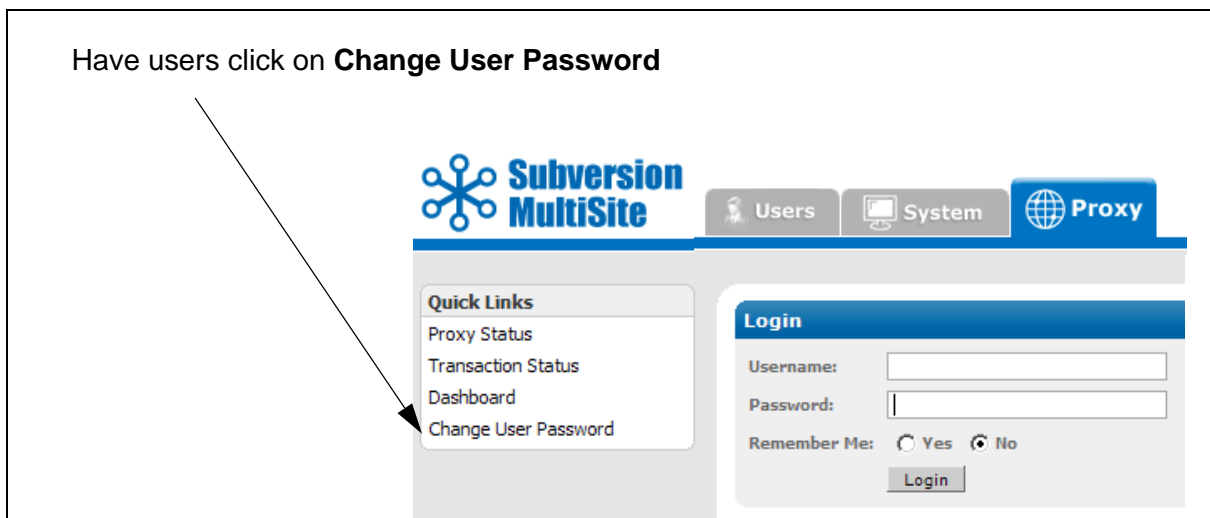 Have users click on Change User Password
Subversion
MultiSite
Users
System
Proxy
Quick Links
Proxy Status
Transaction Status
Dashboard
Change User Password
Login
Username:
Password:
Remember Me: Yes No
Login